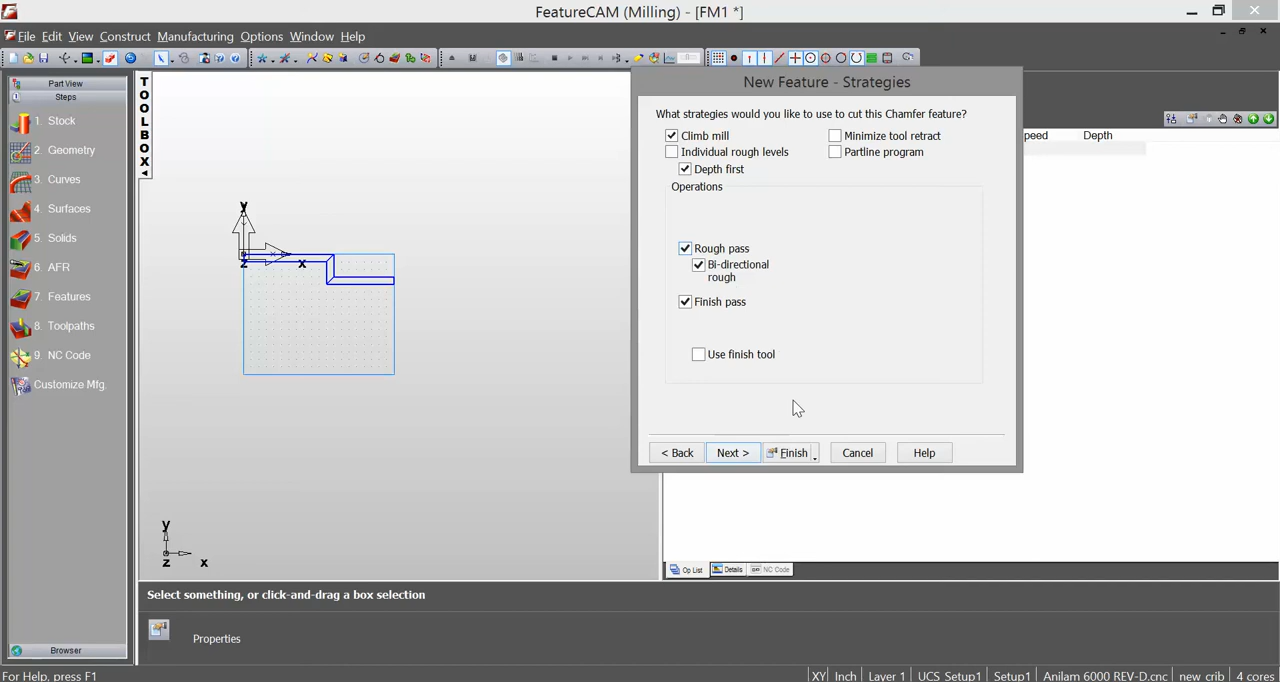 FeatureCAM (Milling) - [FM1 *]
File Edit View Construct Manufacturing Options Window Help
Part View
Steps
1. Stock
2. Geometry
3. Curves
4. Surfaces
5. Solids
6 AFR
7. Features
8. Toolpaths
9. NC Code
Customize Mfg.
Browser
TOOLBOX
y
z
x
y
z
x
New Feature - Strategies
What strategies would you like to use to cut this Chamfer feature?
Climb mill
Minimize tool retract
Individual rough levels
Partline program
Depth first
Operations
Rough pass
Bi-directional
rough
Finish pass
Use finish tool
< Back
Next >
Finish
Cancel
Help
peed
Depth
Op List
Details
NC Code
Select something, or click-and-drag a box selection
Properties
For Help, press F1
XY Inch Layer 1 UCS Setup1 Setup1 Anilam 6000 REV-D.cnc new crib 4 cores